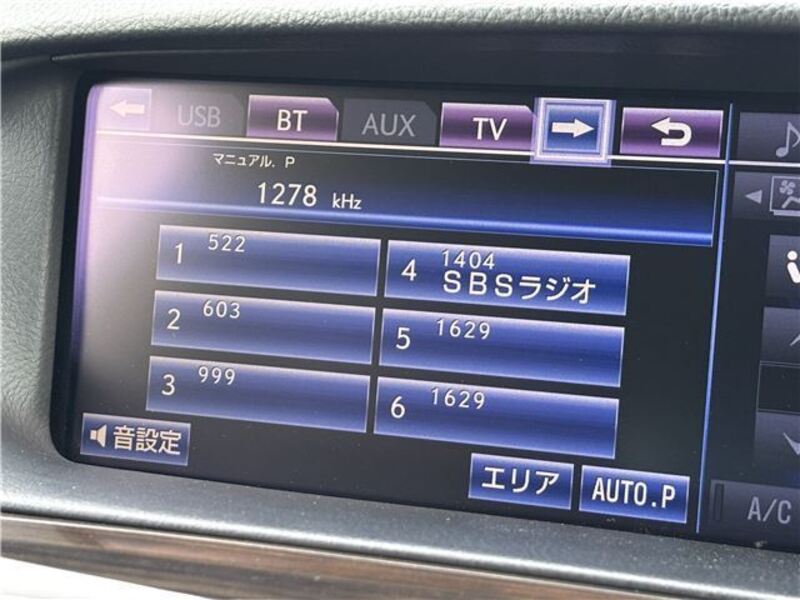 USB BT AUX TV
マニュアル. P
1278 kHz
1 522
4 1404 SBSラジオ
2 603
5 1629
3 999
6 1629
音設定
エリア AUTO.P
A/C